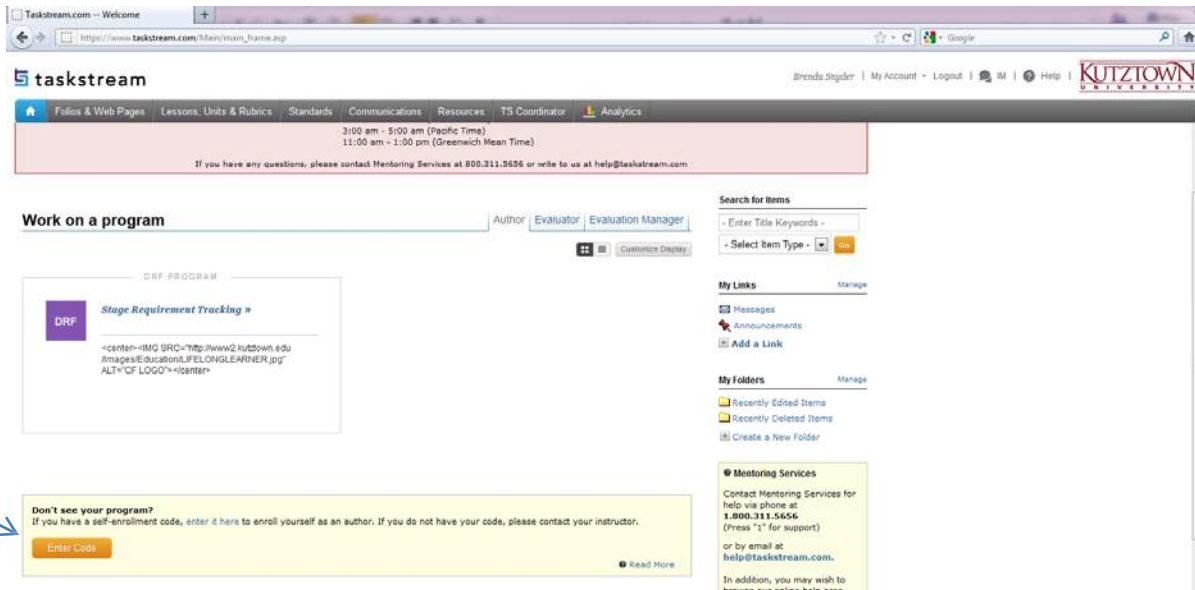 Taskstream.com -- Welcome
https://www.taskstream.com/Main/main_frame.asp
Google
taskstream
Brenda Snyder | My Account - Logout | IM | Help |
KUTZTOWN
UNIVERSITY
Folios & Web Pages Lessons, Units & Rubrics Standards Communications Resources TS Coordinator Analytics
3:00 am - 5:00 am (Pacific Time)
11:00 am - 1:00 pm (Greenwich Mean Time)
If you have any questions, please contact Mentoring Services at 800.311.5656 or write to us at help@taskstream.com
Work on a program
Author Evaluator Evaluation Manager
Customize Display
DRF PROGRAM
DRF
Stage Requirement Tracking »
<center><IMG SRC="http://www2.kutztown.edu
/images/Education/LIFELONGLEARNER.jpg"
ALT="CF LOGO"></center>
Don't see your program?
If you have a self-enrollment code, enter it here to enroll yourself as an author. If you do not have your code, please contact your instructor.
Enter Code
Read More
Search for Items
- Enter Title Keywords -
- Select Item Type - Go
My Links Manage
Messages
Announcements
Add a Link
My Folders Manage
Recently Edited Items
Recently Deleted Items
Create a New Folder
Mentoring Services
Contact Mentoring Services for
help via phone at
1.800.311.5656
(Press "1" for support)
or by email at
help@taskstream.com.
In addition, you may wish to
browse our online help area